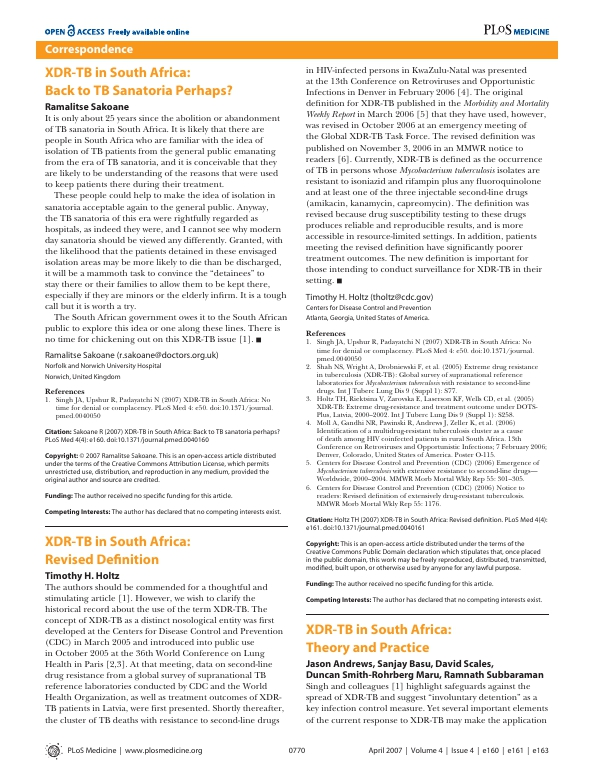 OPEN ACCESS Freely available online
PLoS MEDICINE
Correspondence
XDR-TB in South Africa:
Back to TB Sanatoria Perhaps?
Ramalitse Sakoane
It is only about 25 years since the abolition or abandonment
of TB sanatoria in South Africa. It is likely that there are
people in South Africa who are familiar with the idea of
isolation of TB patients from the general public emanating
from the era of TB sanatoria, and it is conceivable that they
are likely to be understanding of the reasons that were used
to keep patients there during their treatment.
These people could help to make the idea of isolation in
sanatoria acceptable again to the general public. Anyway,
the TB sanatoria of this era were rightfully regarded as
hospitals, as indeed they were, and I cannot see why modern
day sanatoria should be viewed any differently. Granted, with
the likelihood that the patients detained in these envisaged
isolation areas may be more likely to die than be discharged,
it will be a mammoth task to convince the “detainees” to
stay there or their families to allow them to be kept there,
especially if they are minors or the elderly infirm. It is a tough
call but it is worth a try.
The South African government owes it to the South African
public to explore this idea or one along these lines. There is
no time for chickening out on this XDR-TB issue [1]. ■
Ramalitse Sakoane (r.sakoane@doctors.org.uk)
Norfolk and Norwich University Hospital
Norwich, United Kingdom
References
1. Singh JA, Upshur R, Padayatchi N (2007) XDR-TB in South Africa: No
time for denial or complacency. PLoS Med 4: e50. doi:10.1371/journal.
pmed.0040050
Citation: Sakoane R (2007) XDR-TB in South Africa: Back to TB sanatoria perhaps?
PLoS Med 4(4): e160. doi:10.1371/journal.pmed.0040160
Copyright: © 2007 Ramalitse Sakoane. This is an open-access article distributed
under the terms of the Creative Commons Attribution License, which permits
unrestricted use, distribution, and reproduction in any medium, provided the
original author and source are credited.
Funding: The author received no specific funding for this article.
Competing Interests: The author has declared that no competing interests exist.
XDR-TB in South Africa:
Revised Definition
Timothy H. Holtz
The authors should be commended for a thoughtful and
stimulating article [1]. However, we wish to clarify the
historical record about the use of the term XDR-TB. The
concept of XDR-TB as a distinct nosological entity was first
developed at the Centers for Disease Control and Prevention
(CDC) in March 2005 and introduced into public use
in October 2005 at the 36th World Conference on Lung
Health in Paris [2,3]. At that meeting, data on second-line
drug resistance from a global survey of supranational TB
reference laboratories conducted by CDC and the World
Health Organization, as well as treatment outcomes of XDR-
TB patients in Latvia, were first presented. Shortly thereafter,
the cluster of TB deaths with resistance to second-line drugs
in HIV-infected persons in KwaZulu-Natal was presented
at the 13th Conference on Retroviruses and Opportunistic
Infections in Denver in February 2006 [4]. The original
definition for XDR-TB published in the Morbidity and Mortality
Weekly Report in March 2006 [5] that they have used, however,
was revised in October 2006 at an emergency meeting of
the Global XDR-TB Task Force. The revised definition was
published on November 3, 2006 in an MMWR notice to
readers [6]. Currently, XDR-TB is defined as the occurrence
of TB in persons whose Mycobacterium tuberculosis isolates are
resistant to isoniazid and rifampin plus any fluoroquinolone
and at least one of the three injectable second-line drugs
(amikacin, kanamycin, capreomycin). The definition was
revised because drug susceptibility testing to these drugs
produces reliable and reproducible results, and is more
accessible in resource-limited settings. In addition, patients
meeting the revised definition have significantly poorer
treatment outcomes. The new definition is important for
those intending to conduct surveillance for XDR-TB in their
setting. ■
Timothy H. Holtz (tholtz@cdc.gov)
Centers for Disease Control and Prevention
Atlanta, Georgia, United States of America.
References
1. Singh JA, Upshur R, Padayatchi N (2007) XDR-TB in South Africa: No
time for denial or complacency. PLoS Med 4: e50. doi:10.1371/journal.
pmed.0040050
2. Shah NS, Wright A, Drobniewski F, et al. (2005) Extreme drug resistance
in tuberculosis (XDR-TB): Global survey of supranational reference
laboratories for Mycobacterium tuberculosis with resistance to second-line
drugs. Int J Tuberc Lung Dis 9 (Suppl 1): S77.
3. Holtz TH, Riekstina V, Zarovska E, Laserson KF, Wells CD, et al. (2005)
XDR-TB: Extreme drug-resistance and treatment outcome under DOTS-
Plus, Latvia, 2000–2002. Int J Tuberc Lung Dis 9 (Suppl 1): S258.
4. Moll A, Gandhi NR, Pawinski R, Andrews J, Zeller K, et al. (2006)
Identification of a multidrug-resistant tuberculosis cluster as a cause
of death among HIV coinfected patients in rural South Africa. 13th
Conference on Retroviruses and Opportunistic Infections; 7 February 2006;
Denver, Colorado, United States of America. Poster O-115.
5. Centers for Disease Control and Prevention (CDC) (2006) Emergence of
Mycobacterium tuberculosis with extensive resistance to second-line drugs—
Worldwide, 2000–2004. MMWR Morb Mortal Wkly Rep 55: 301–305.
6. Centers for Disease Control and Prevention (CDC) (2006) Notice to
readers: Revised definition of extensively drug-resistant tuberculosis.
MMWR Morb Mortal Wkly Rep 55: 1176.
Citation: Holtz TH (2007) XDR-TB in South Africa: Revised definition. PLoS Med 4(4):
e161. doi:10.1371/journal.pmed.0040161
Copyright: This is an open-access article distributed under the terms of the
Creative Commons Public Domain declaration which stipulates that, once placed
in the public domain, this work may be freely reproduced, distributed, transmitted,
modified, built upon, or otherwise used by anyone for any lawful purpose.
Funding: The author received no specific funding for this article.
Competing Interests: The author has declared that no competing interests exist.
XDR-TB in South Africa:
Theory and Practice
Jason Andrews, Sanjay Basu, David Scales,
Duncan Smith-Rohrberg Maru, Ramnath Subbaraman
Singh and colleagues [1] highlight safeguards against the
spread of XDR-TB and suggest “involuntary detention” as a
key infection control measure. Yet several important elements
of the current response to XDR-TB may make the application
PLoS Medicine | www.plosmedicine.org
0770
April 2007 | Volume 4 | Issue 4 | e160 | e161 | e163